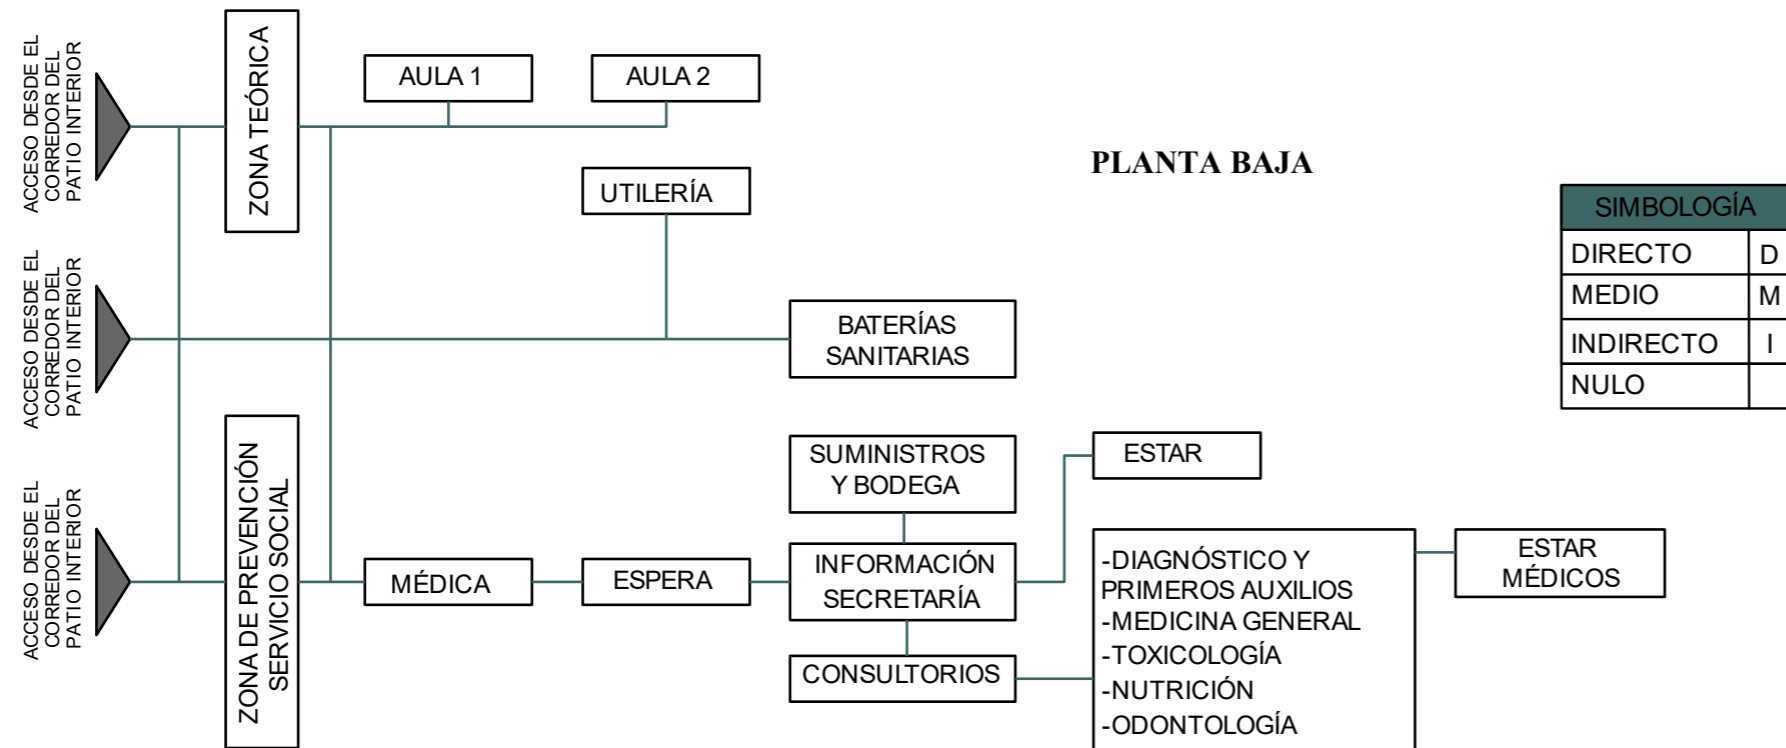 ACCESO DESDE EL
CORREDOR DEL
PATIO INTERIOR
ZONA TEÓRICA
AULA 1
AULA 2
PLANTA BAJA
UTILERÍA
SIMBOLOGÍA
DIRECTO D
MEDIO M
INDIRECTO I
NULO
ACCESO DESDE EL
CORREDOR DEL
PATIO INTERIOR
BATERÍAS
SANITARIAS
ACCESO DESDE EL
CORREDOR DEL
PATIO INTERIOR
ZONA DE PREVENCIÓN
SERVICIO SOCIAL
MÉDICA
ESPERA
SUMINISTROS
Y BODEGA
INFORMACIÓN
SECRETARÍA
CONSULTORIOS
ESTAR
-DIAGNÓSTICO Y
PRIMEROS AUXILIOS
-MEDICINA GENERAL
-TOXICOLOGÍA
-NUTRICIÓN
-ODONTOLOGÍA
ESTAR
MÉDICOS